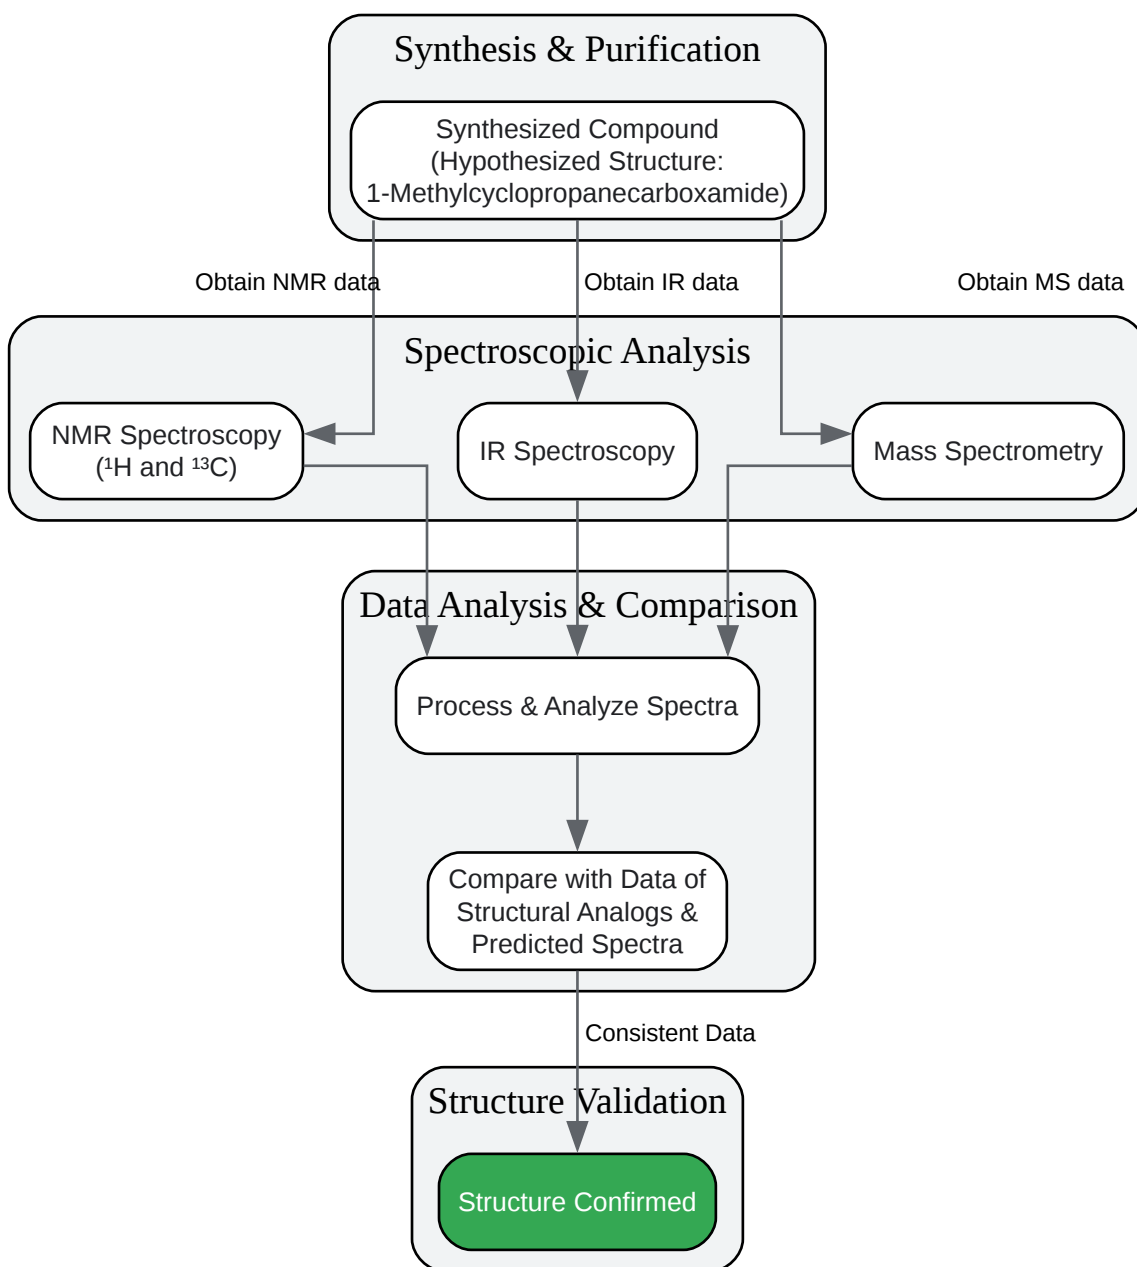 Synthesis & Purification
Synthesized Compound
(Hypothesized Structure:
1-Methylcyclopropanecarboxamide)
Obtain NMR data
Obtain IR data
Obtain MS data
Spectroscopic Analysis
NMR Spectroscopy
(¹H and ¹³C)
IR Spectroscopy
Mass Spectrometry
Data Analysis & Comparison
Process & Analyze Spectra
Compare with Data of
Structural Analogs &
Predicted Spectra
Consistent Data
Structure Validation
Structure Confirmed